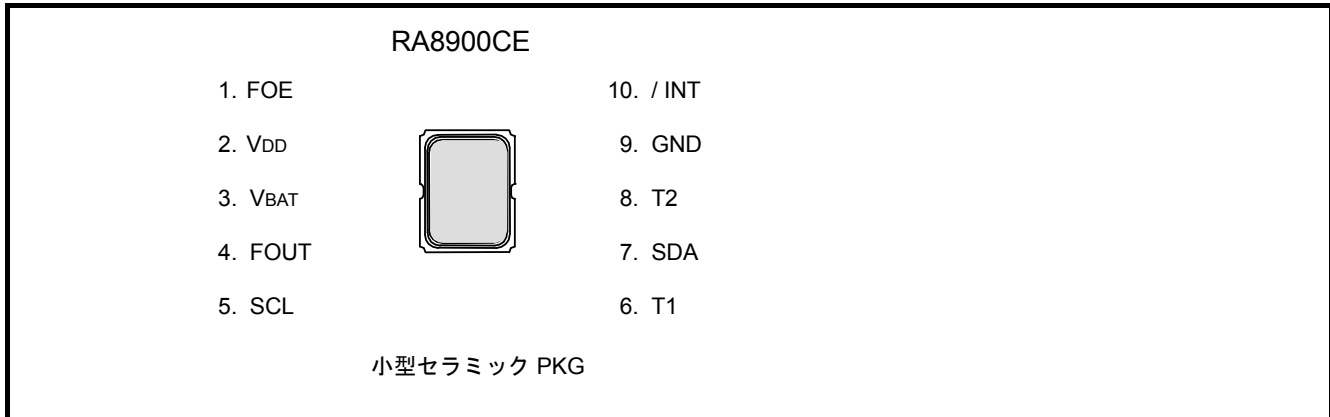 RA8900CE
1. FOE 10. / INT
2. VDD 9. GND
3. VBAT 8. T2
4. FOUT 7. SDA
5. SCL 6. T1
小型セラミック PKG